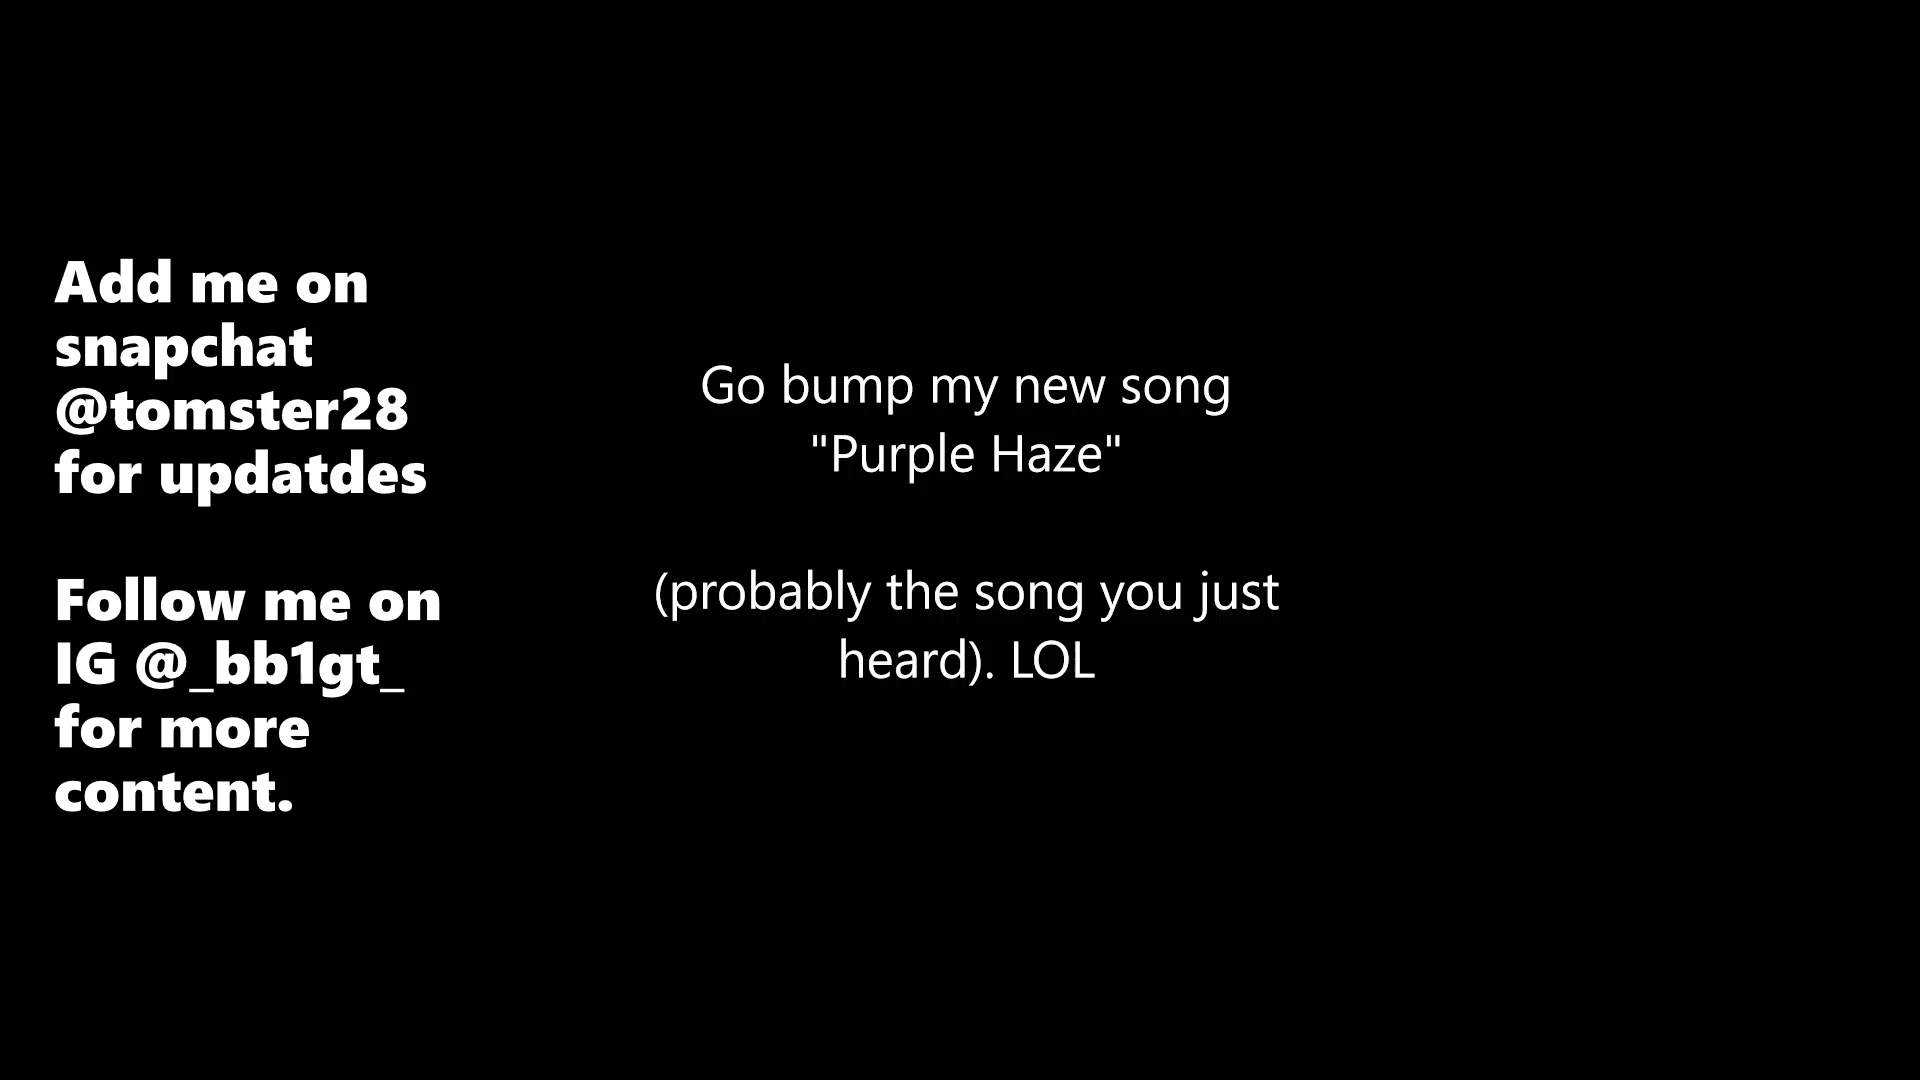 Add me on
snapchat
@tomster28
for updatdes
Follow me on
IG @_bb1gt_
for more
content.
Go bump my new song
"Purple Haze"
(probably the song you just
heard). LOL